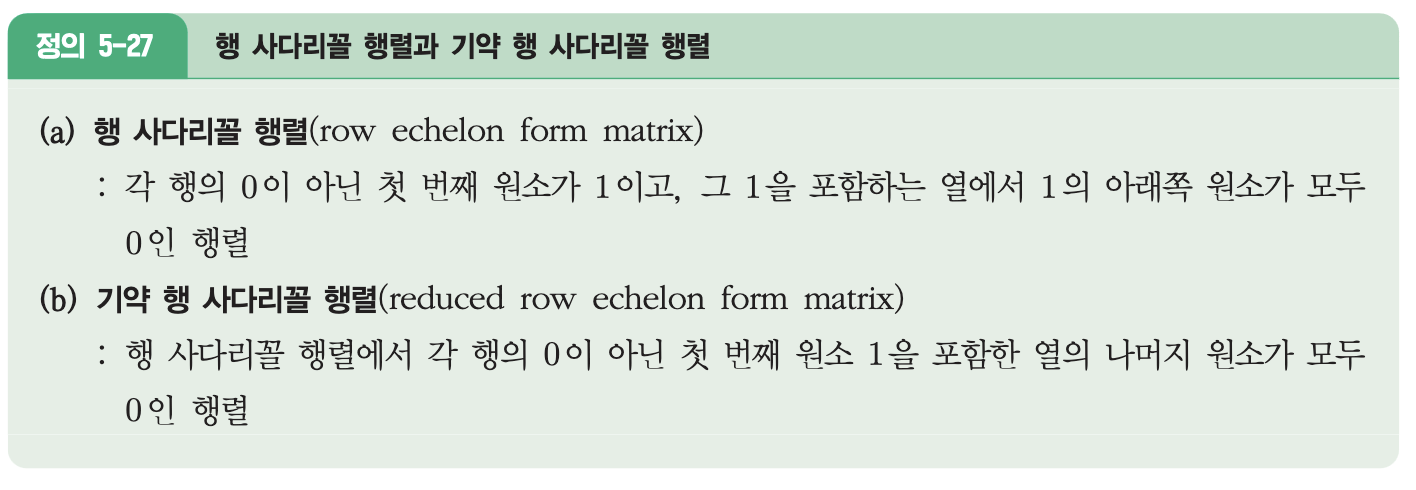 정의 5-27 행 사다리꼴 행렬과 기약 행 사다리꼴 행렬
(a) 행 사다리꼴 행렬(row echelon form matrix)
: 각 행의 0이 아닌 첫 번째 원소가 1이고, 그 1을 포함하는 열에서 1의 아래쪽 원소가 모두
0인 행렬
(b) 기약 행 사다리꼴 행렬(reduced row echelon form matrix)
: 행 사다리꼴 행렬에서 각 행의 0이 아닌 첫 번째 원소 1을 포함한 열의 나머지 원소가 모두
0인 행렬